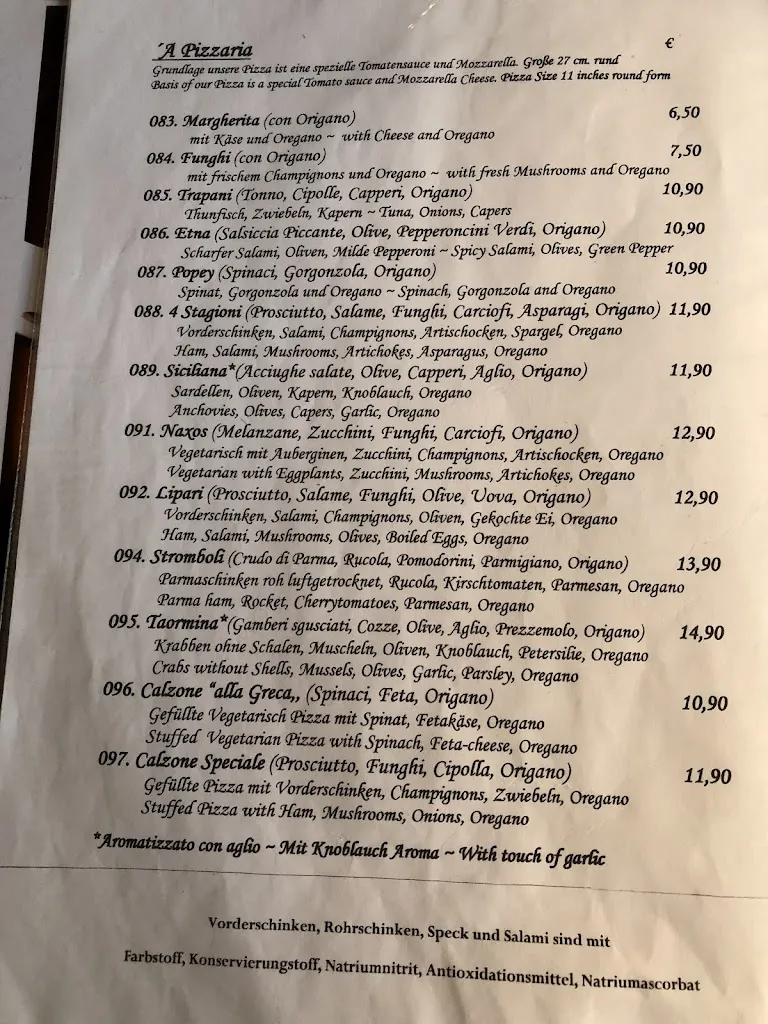 ´A Pizzaria
€
Grundlage unsere Pizza ist eine spezielle Tomatensauce und Mozzarella. Große 27 cm. rund
Basis of our Pizza is a special Tomato sauce and Mozzarella Cheese. Pizza Size 11 inches round form
083. Margherita (con Origano) 6,50
mit Käse und Oregano ~ with Cheese and Oregano
084. Funghi (con Origano) 7,50
mit frischem Champignons und Oregano ~ with fresh Mushrooms and Oregano
085. Trapani (Tonno, Cipolle, Capperi, Origano) 10,90
Thunfisch, Zwiebeln, Kapern ~ Tuna, Onions, Capers
086. Etna (Salsiccia Piccante, Olive, Pepperoncini Verdi, Origano) 10,90
Scharfer Salami, Oliven, Milde Pepperoni ~ Spicy Salami, Olives, Green Pepper
087. Popey (Spinaci, Gorgonzola, Origano) 10,90
Spinat, Gorgonzola und Oregano ~ Spinach, Gorgonzola and Oregano
088. 4 Stagioni (Prosciutto, Salame, Funghi, Carciofi, Asparagi, Origano) 11,90
Vorderschinken, Salami, Champignons, Artischocken, Spargel, Oregano
Ham, Salami, Mushrooms, Artichokes, Asparagus, Oregano
089. Siciliana*(Acciughe salate, Olive, Capperi, Aglio, Origano) 11,90
Sardellen, Oliven, Kapern, Knoblauch, Oregano
Anchovies, Olives, Capers, Garlic, Oregano
091. Naxos (Melanzane, Zucchini, Funghi, Carciofi, Origano) 12,90
Vegetarisch mit Auberginen, Zucchini, Champignons, Artischocken, Oregano
Vegetarian with Eggplants, Zucchini, Mushrooms, Artichokes, Oregano
092. Lipari (Prosciutto, Salame, Funghi, Olive, Uova, Origano) 12,90
Vorderschinken, Salami, Champignons, Oliven, Gekochte Ei, Oregano
Ham, Salami, Mushrooms, Olives, Boiled Eggs, Oregano
094. Stromboli (Crudo di Parma, Rucola, Pomodorini, Parmigiano, Origano) 13,90
Parmaschinken roh luftgetrocknet, Rucola, Kirschtomaten, Parmesan, Oregano
Parma ham, Rocket, Cherrytomatoes, Parmesan, Oregano
095. Taormina*(Gamberi sgusciati, Cozze, Olive, Aglio, Prezzemolo, Origano) 14,90
Krabben ohne Schalen, Muscheln, Oliven, Knoblauch, Petersilie, Oregano
Crabs without Shells, Mussels, Olives, Garlic, Parsley, Oregano
096. Calzone “alla Greca„ (Spinaci, Feta, Origano) 10,90
Gefüllte Vegetarisch Pizza mit Spinat, Fetakäse, Oregano
Stuffed Vegetarian Pizza with Spinach, Feta-cheese, Oregano
097. Calzone Speciale (Prosciutto, Funghi, Cipolla, Origano) 11,90
Gefüllte Pizza mit Vorderschinken, Champignons, Zwiebeln, Oregano
Stuffed Pizza with Ham, Mushrooms, Onions, Oregano
*Aromatizzato con aglio ~ Mit Knoblauch Aroma ~ With touch of garlic
Vorderschinken, Rohrschinken, Speck und Salami sind mit
Farbstoff, Konservierungstoff, Natriumnitrit, Antioxidationsmittel, Natriumascorbat